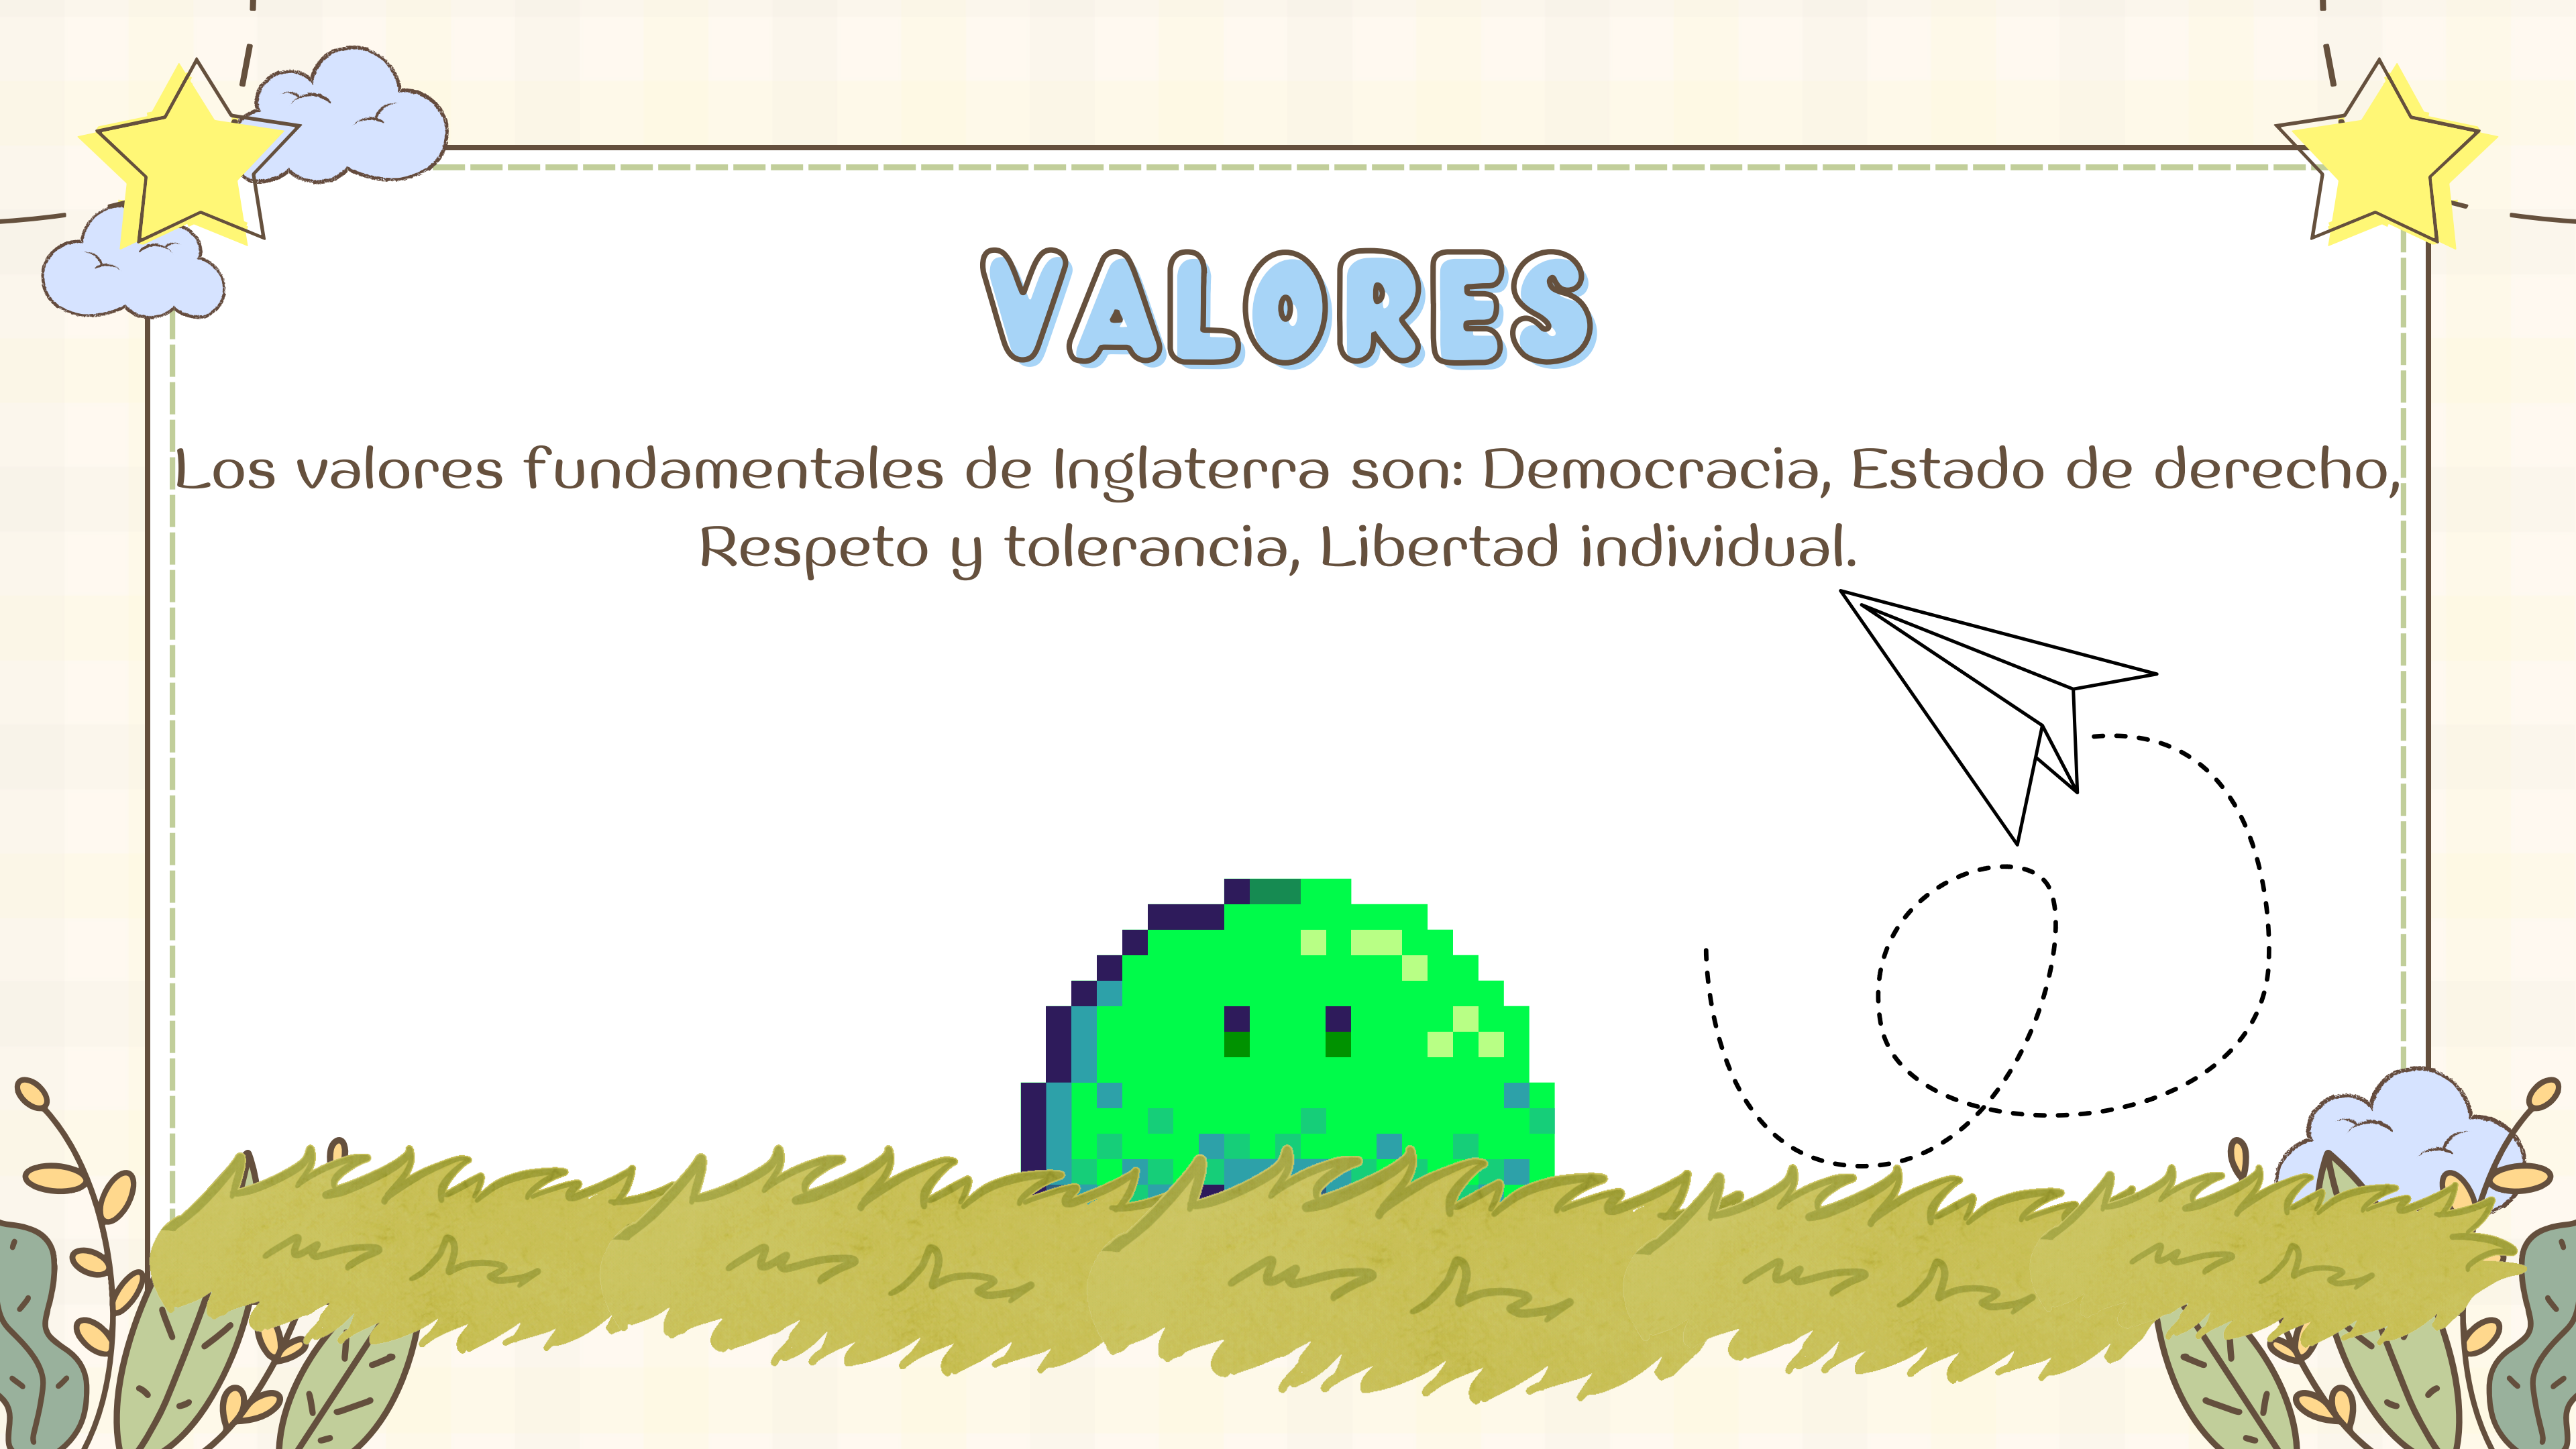 VALORES
Los valores fundamentales de Inglaterra son: Democracia, Estado de derecho,
Respeto y tolerancia, Libertad individual.